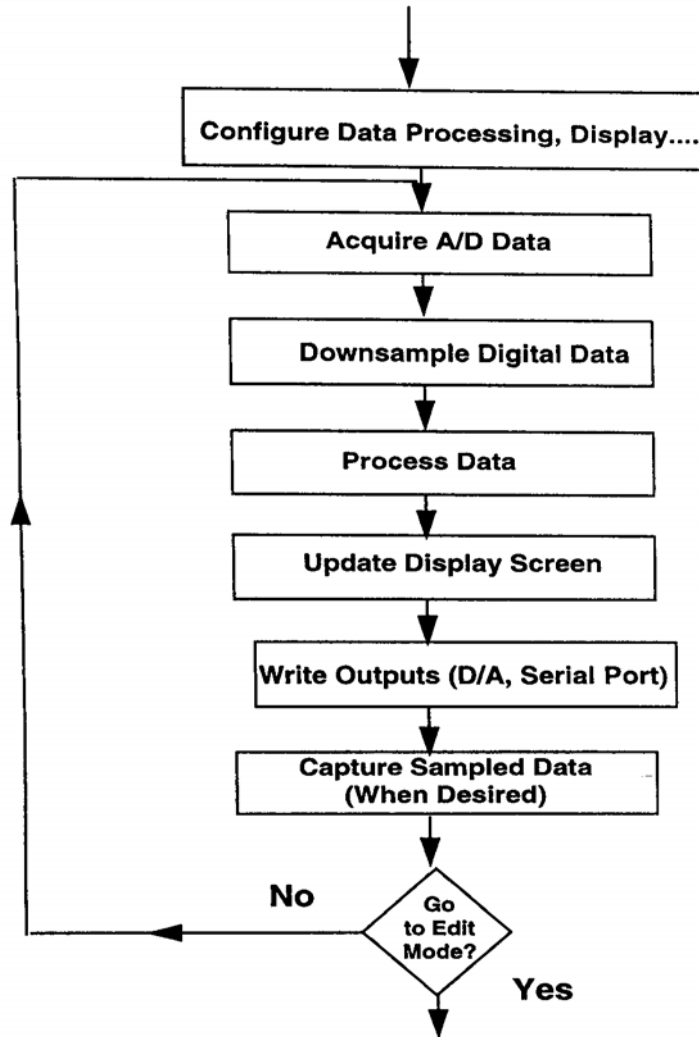 Configure Data Processing, Display....
Acquire A/D Data
Downsample Digital Data
Process Data
Update Display Screen
Write Outputs (D/A, Serial Port)
Capture Sampled Data
(When Desired)
Go
to Edit
Mode?
No
Yes